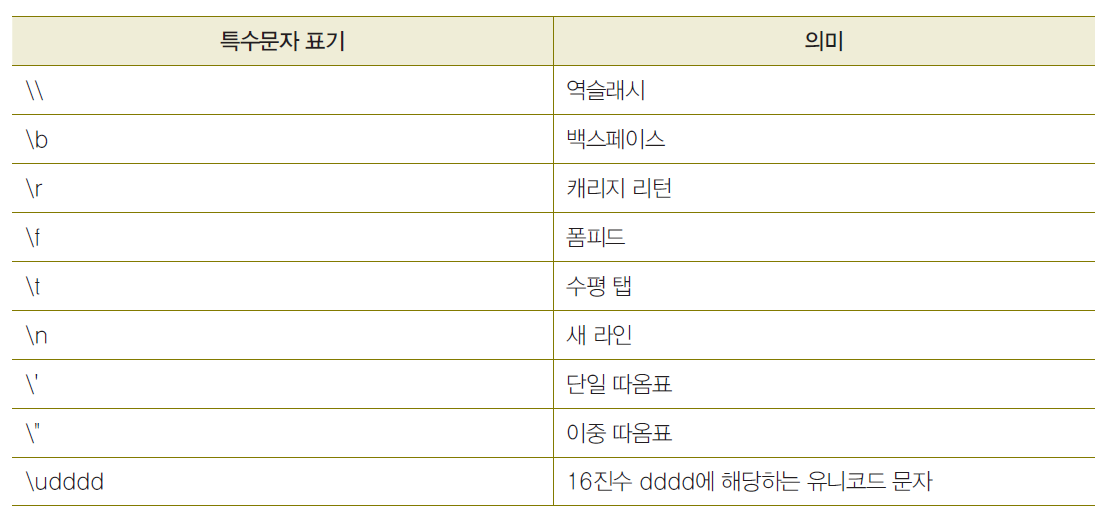 특수문자 표기 의미
\\ 역슬래시
\b 백스페이스
\r 캐리지 리턴
\f 폼피드
\t 수평 탭
\n 새 라인
\' 단일 따옴표
\" 이중 따옴표
\udddd 16진수 dddd에 해당하는 유니코드 문자